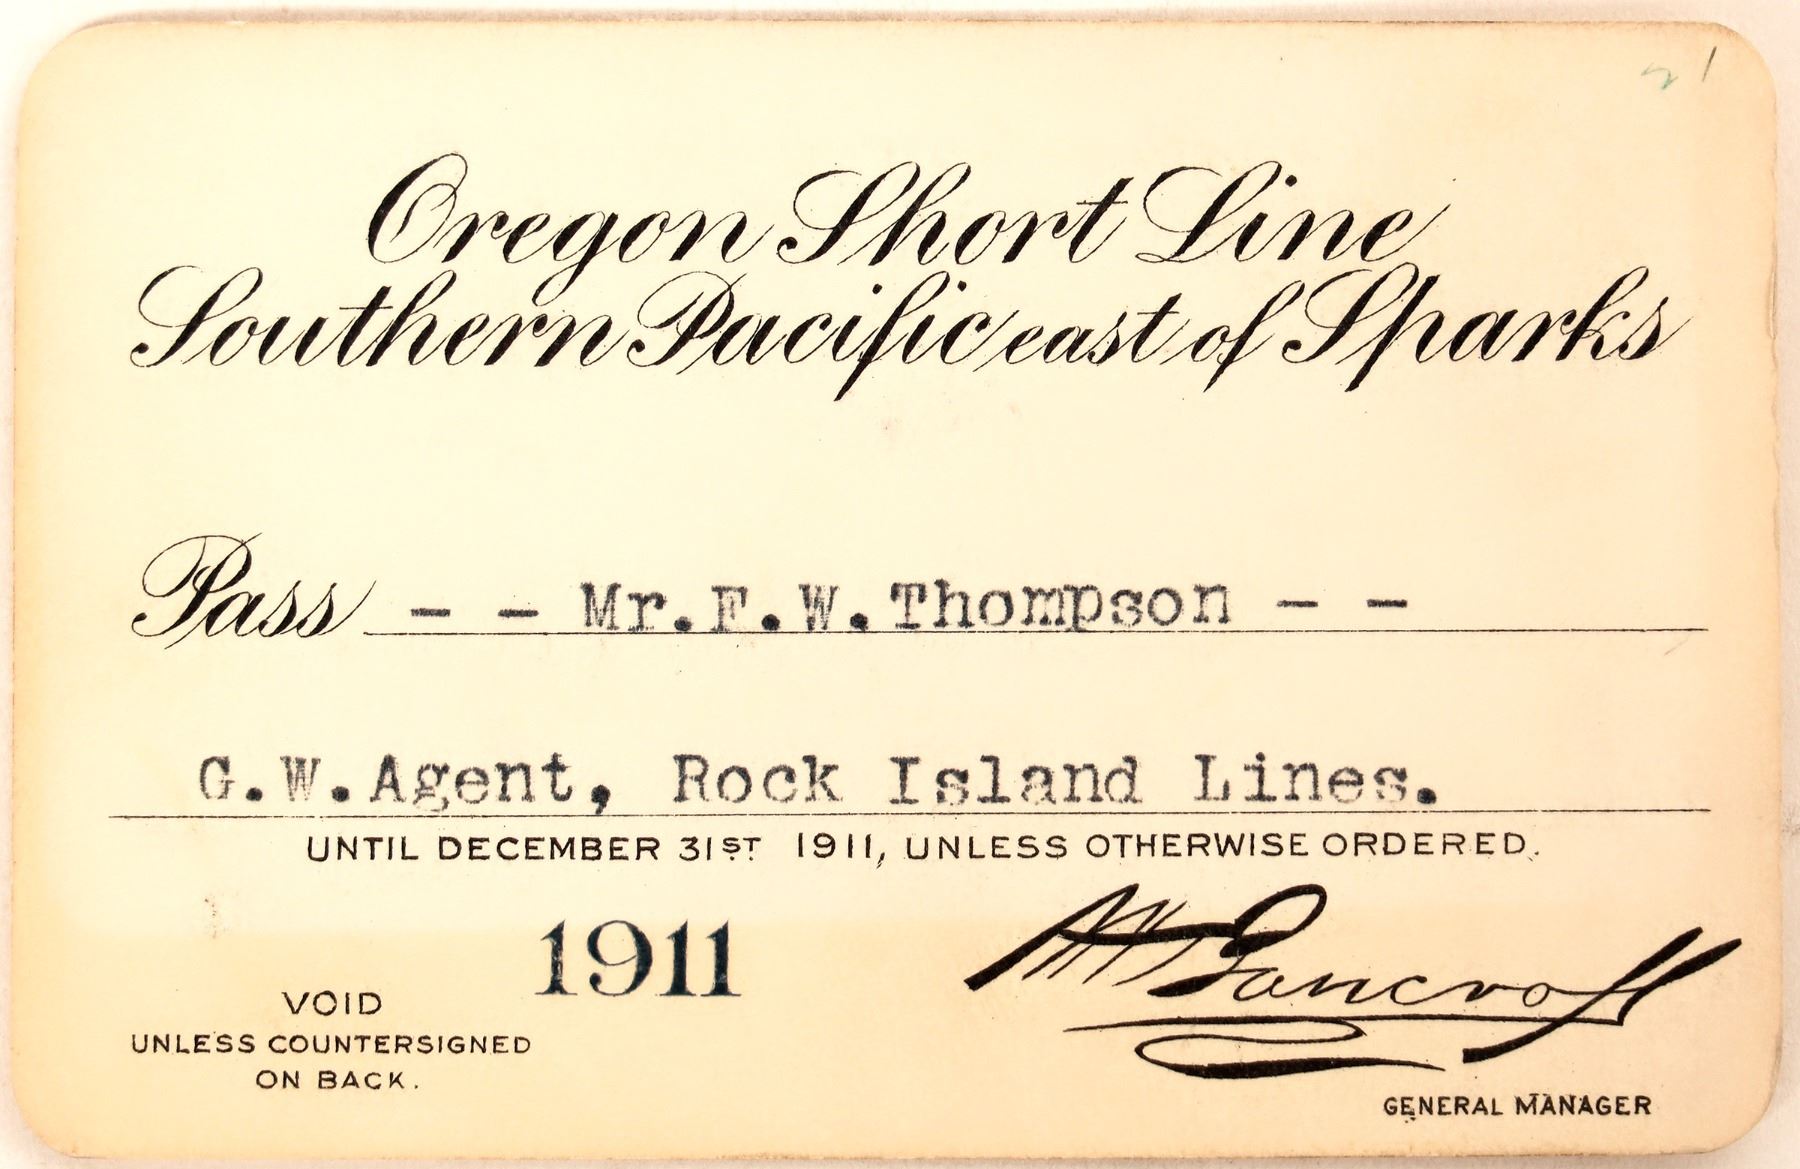 Oregon Short Line
Southern Pacific east of Sparks
Pass - - Mr.F.W.Thompson - -
G.W.Agent, Rock Island Lines.
UNTIL DECEMBER 31ST 1911, UNLESS OTHERWISE ORDERED.
1911
VOID
UNLESS COUNTERSIGNED
ON BACK.
Bancroft
GENERAL MANAGER